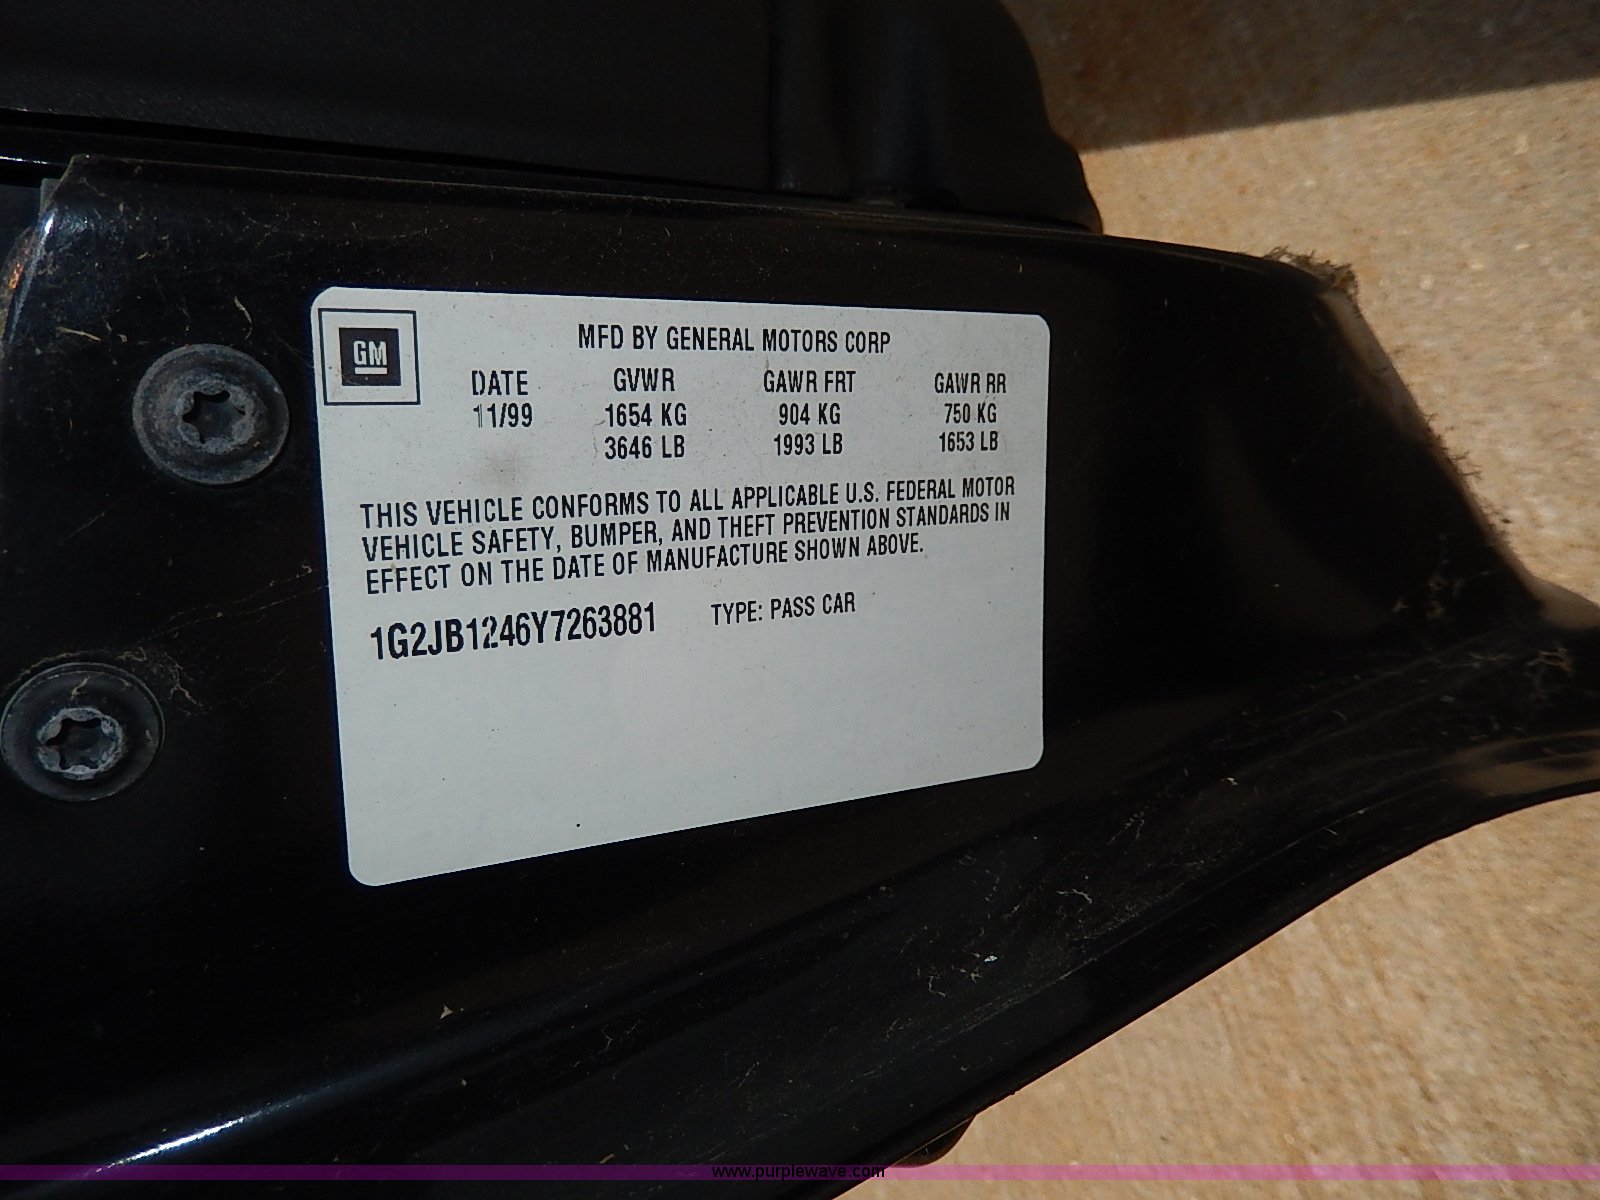 GM
MFD BY GENERAL MOTORS CORP
DATE GVWR GAWR FRT GAWR RR
11/99 1654 KG 904 KG 750 KG
3646 LB 1993 LB 1653 LB
THIS VEHICLE CONFORMS TO ALL APPLICABLE U.S. FEDERAL MOTOR
VEHICLE SAFETY, BUMPER, AND THEFT PREVENTION STANDARDS IN
EFFECT ON THE DATE OF MANUFACTURE SHOWN ABOVE.
1G2JB1246Y7263881 TYPE: PASS CAR
www.purplewave.com